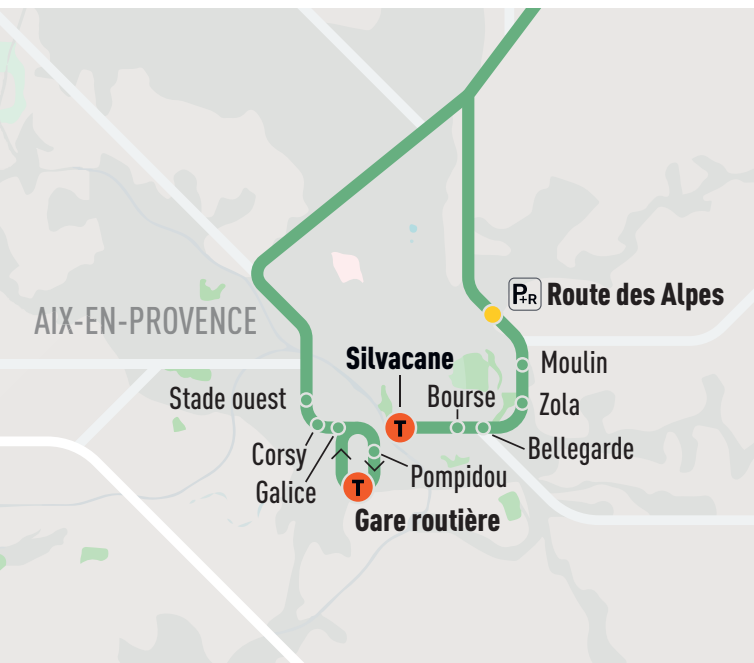 P+R Route des Alpes
AIX-EN-PROVENCE
Silvacane
Moulin
Stade ouest
Bourse
Zola
T
Bellegarde
Corsy
Galice
Pompidou
T
Gare routière